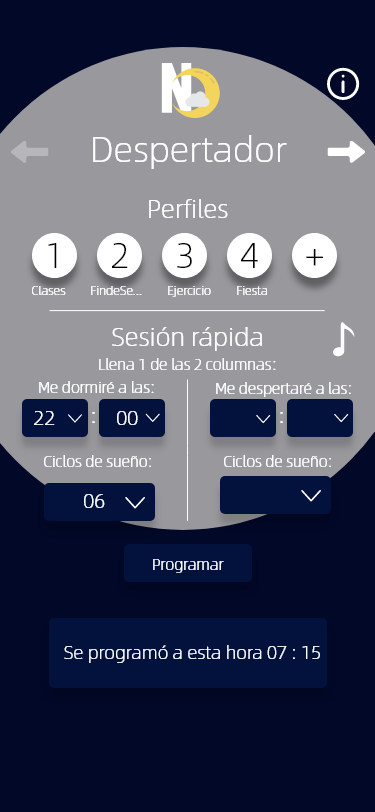 N
Despertador
Perfiles
1 2 3 4 +
Clases FindeSe... Ejercicio Fiesta
Sesión rápida
Llena 1 de las 2 columnas:
Me dormiré a las: Me despertaré a las:
22 : 00 :
Ciclos de sueño: Ciclos de sueño:
06
Programar
Se programó a esta hora 07 : 15